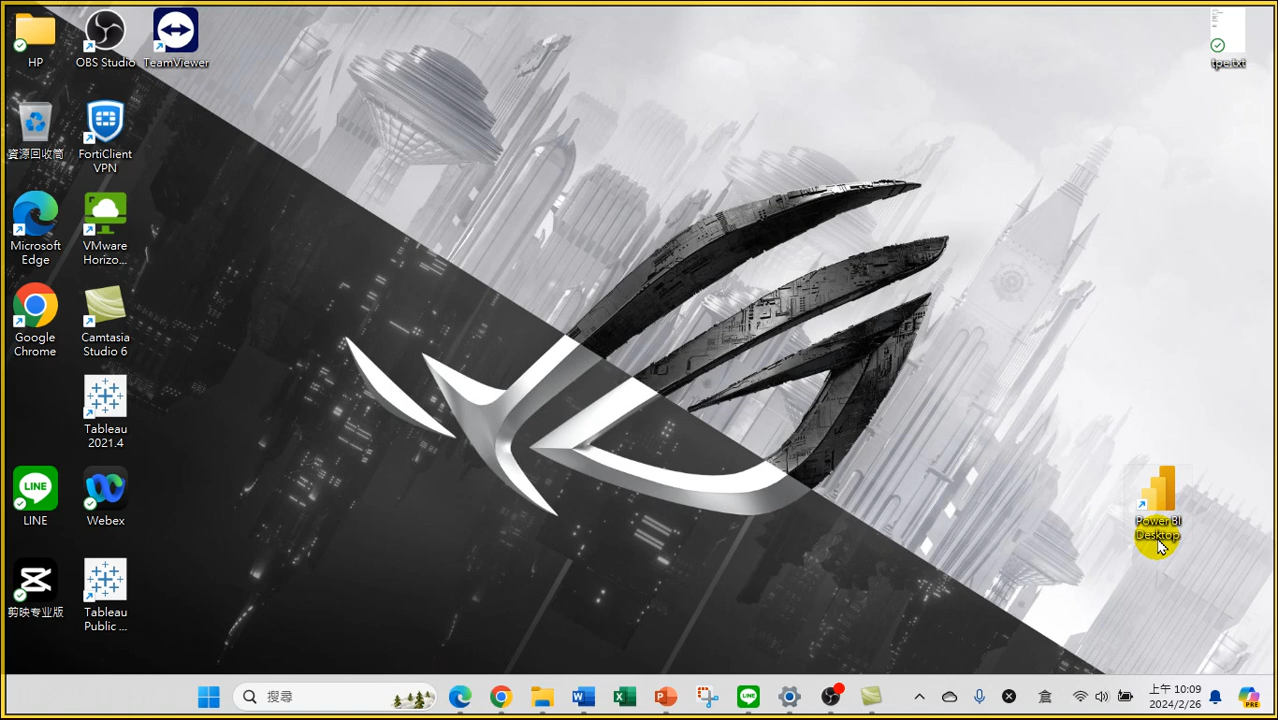 HP
OBS Studio
TeamViewer
tpe.txt
資源回收筒
FortiClient
VPN
Microsoft
Edge
VMware
Horizo...
Google
Chrome
Camtasia
Studio 6
Tableau
2021.4
LINE
LINE
Webex
Power BI
Desktop
剪映专业版
Tableau
Public ...
搜尋
上午 10:09
2024/2/26
PRE